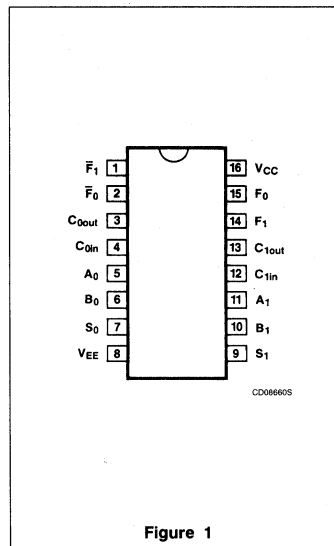 F̅₁ 1 16 VCC
F̅₀ 2 15 F₀
C₀out 3 14 F₁
C₀in 4 13 C₁out
A₀ 5 12 C₁in
B₀ 6 11 A₁
S₀ 7 10 B₁
VEE 8 9 S₁
CD08660S
Figure 1